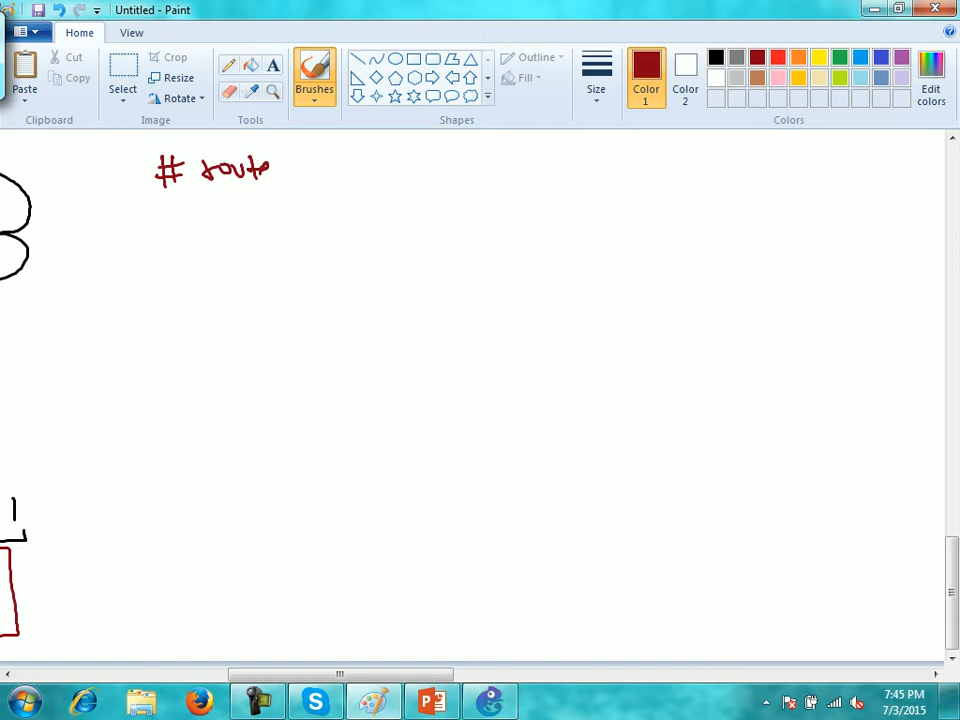 Untitled - Paint
Home
View
Paste
Cut
Copy
Clipboard
Select
Crop
Resize
Rotate
Image
A
Tools
Brushes
Outline
Fill
Shapes
Size
Color
1
Color
2
Edit
colors
Colors
# route
1
7:45 PM
7/3/2015